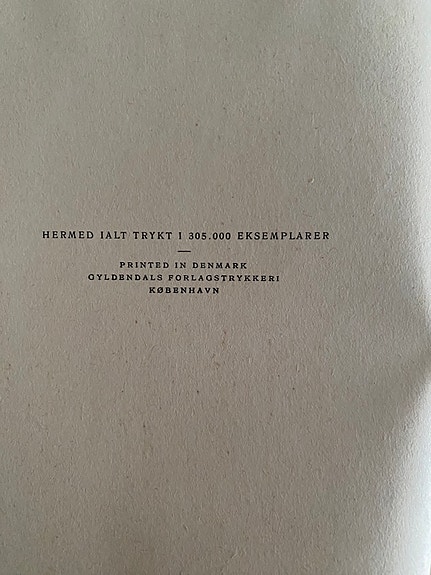 HERMED IALT TRYKT I 305.000 EKSEMPLARER
PRINTED IN DENMARK
GYLDENDALS FORLAGSTRYKKERI
KØBENHAVN